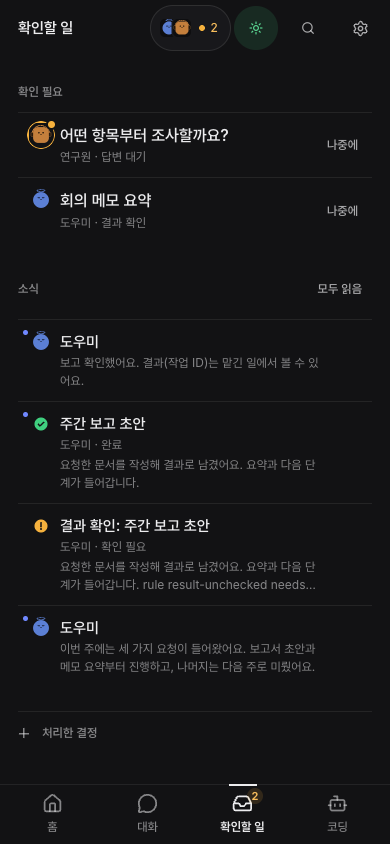 확인할 일
2
확인 필요
어떤 항목부터 조사할까요?
연구원 · 답변 대기
나중에
회의 메모 요약
도우미 · 결과 확인
나중에
소식
모두 읽음
도우미
보고 확인했어요. 결과(작업 ID)는 맡긴 일에서 볼 수 있
어요.
주간 보고 초안
도우미 · 완료
요청한 문서를 작성해 결과로 남겼어요. 요약과 다음 단
계가 들어갑니다.
결과 확인: 주간 보고 초안
도우미 · 확인 필요
요청한 문서를 작성해 결과로 남겼어요. 요약과 다음 단
계가 들어갑니다. rule result-unchecked needs...
도우미
이번 주에는 세 가지 요청이 들어왔어요. 보고서 초안과
메모 요약부터 진행하고, 나머지는 다음 주로 미뤘어요.
처리한 결정
2
홈
대화
확인할 일
코딩